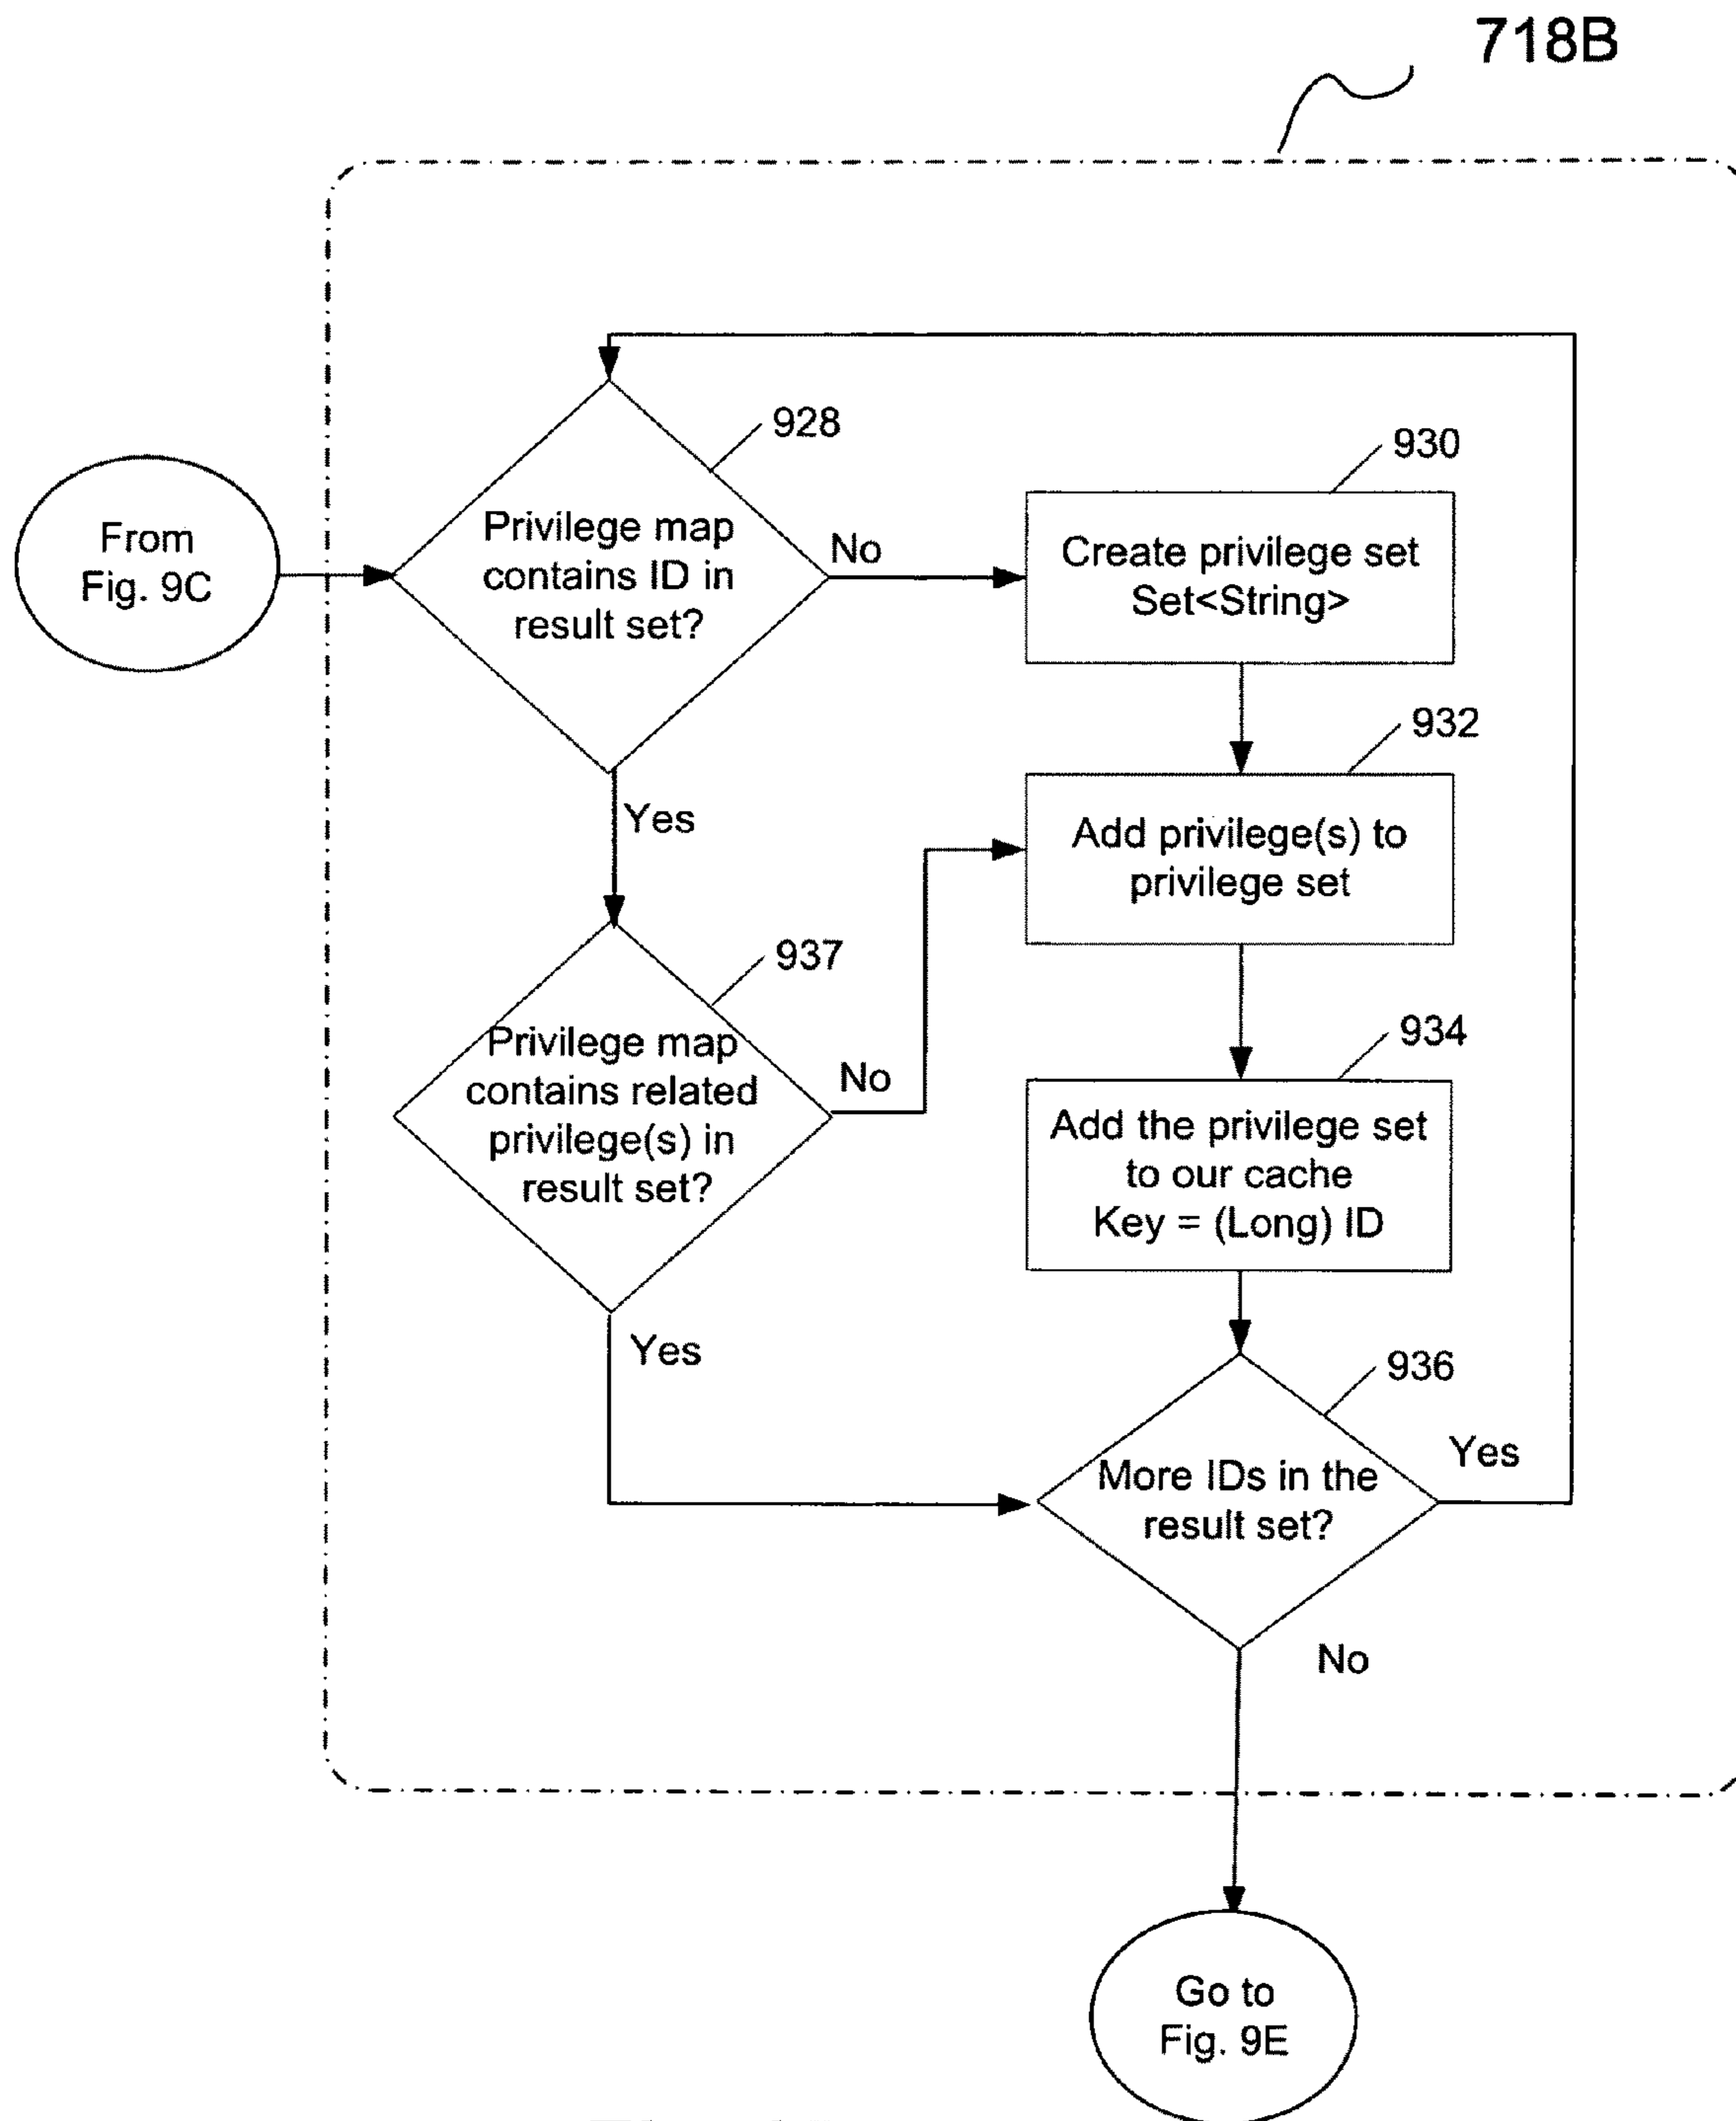 718B
928
930
From
Fig. 9C
Privilege map
contains ID in
result set?
No
Create privilege set
Set<String>
Yes
932
Add privilege(s) to
privilege set
937
Privilege map
contains related
privilege(s) in
result set?
No
934
Add the privilege set
to our cache
Key = (Long) ID
Yes
936
More IDs in the
result set?
Yes
No
Go to
Fig. 9E